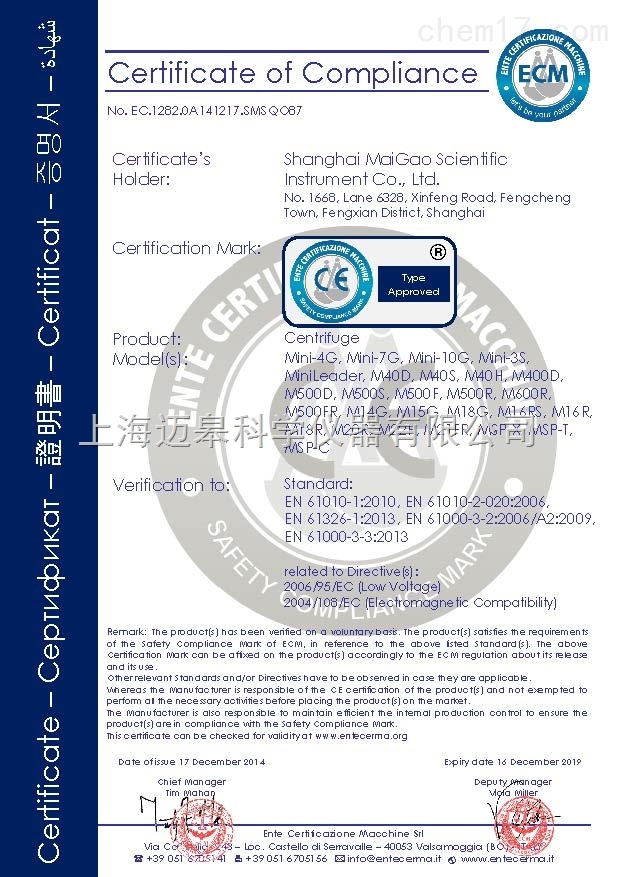 chem17.com
Certificate of Compliance
ENTE CERTIFICAZIONE MACCHINE
ECM
let's be your partner
No. EC.1282.0A141217.SMSQO87
Certificate's
Holder:
Shanghai MaiGao Scientific
Instrument Co., Ltd.
No. 1668, Lane 6328, Xinfeng Road, Fengcheng
Town, Fengxian District, Shanghai
Certification Mark:
ENTE CERTIFICAZIONE MACCHINE
CE
SAFETY COMPLIANCE MARK
®
Type
Approved
Product:
Centrifuge
Model(s):
Mini-4G, Mini-7G, Mini-10G, Mini-3S,
MiniLeader, M40D, M40S, M40H, M400D,
M500D, M500S, M500F, M500R, M600R,
M500FR, M14G, M15G, M18G, M16RS, M16R,
M18R, MSP-T,
MSP-C
上海迈皋科学仪器有限公司
Verification to:
Standard:
EN 61010-1:2010, EN 61010-2-020:2006,
EN 61326-1:2013, EN 61000-3-2:2006/A2:2009,
EN 61000-3-3:2013
related to Directive(s):
2006/95/EC (Low Voltage)
2004/108/EC (Electromagnetic Compatibility)
ENTE CERTIFICAZIONE MACCHINE
SAFETY COMPLIANCE MARK
Remark: The product(s) has been verified on a voluntary basis. The product(s) satisfies the requirements
of the Safety Compliance Mark of ECM, in reference to the above listed Standard(s). The above
Certification Mark can be affixed on the product(s) accordingly to the ECM regulation about its release
and its use.
Other relevant Standards and/or Directives have to be observed in case they are applicable.
Whereas the Manufacturer is responsible of the CE certification of the product(s) and not exempted to
perform all the necessary activities before placing the product(s) on the market.
The Manufacturer is also responsible to maintain efficient the internal production control to ensure the
product(s) are in compliance with the Safety Compliance Mark.
This certificate can be checked for validity at www.entecerma.org
Date of issue 17 December 2014
Expiry date 16 December 2019
Chief Manager
Tim Mahan
Deputy Manager
Miller
Ente Certificazione Macchine Srl
Via 243 – Loc. Castello di Serravalle – 40053 Valsamoggia
+39 051 6705141 +39 051 6705156 info@entecerma.it www.entecerma.it
Certificate – Сертификат – 證明書 – Certificat – 증명서 – شهادة